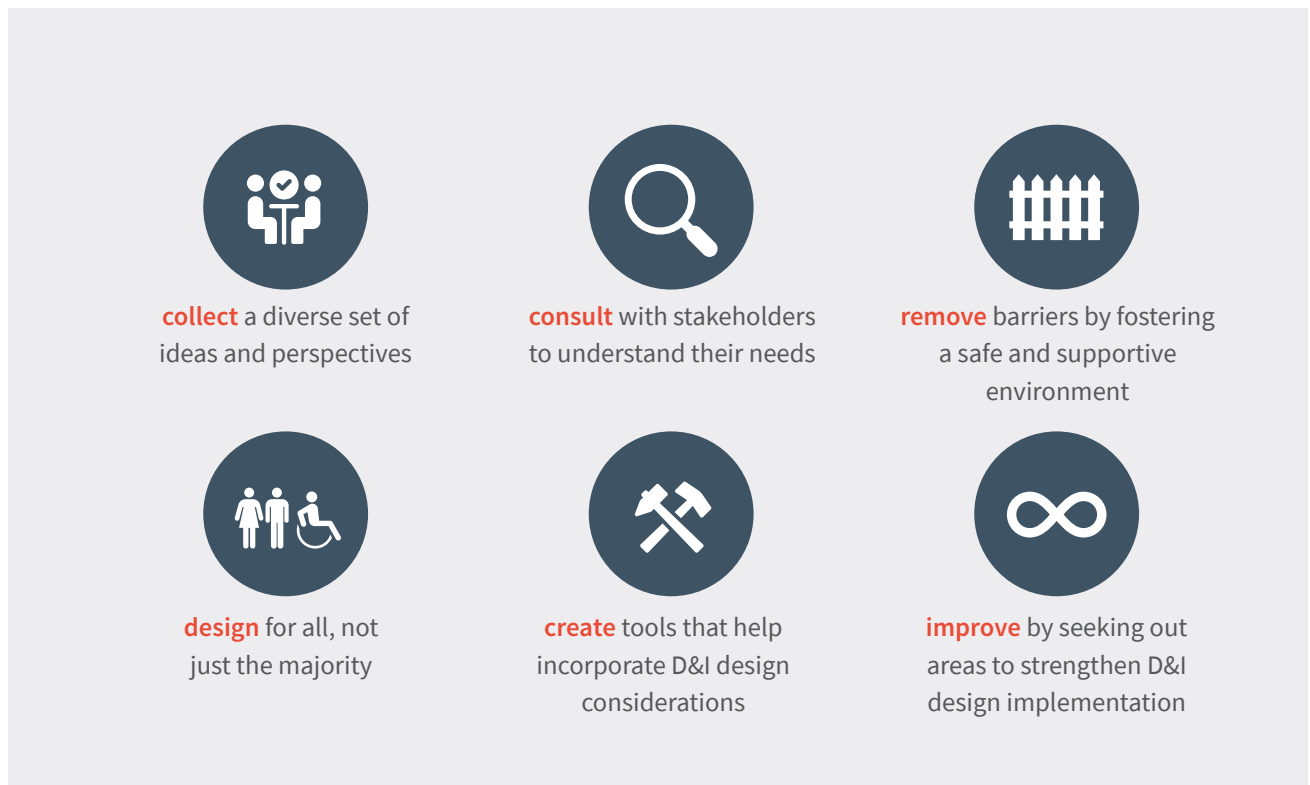 collect a diverse set of
ideas and perspectives
consult with stakeholders
to understand their needs
remove barriers by fostering
a safe and supportive
environment
design for all, not
just the majority
create tools that help
incorporate D&I design
considerations
improve by seeking out
areas to strengthen D&I
design implementation